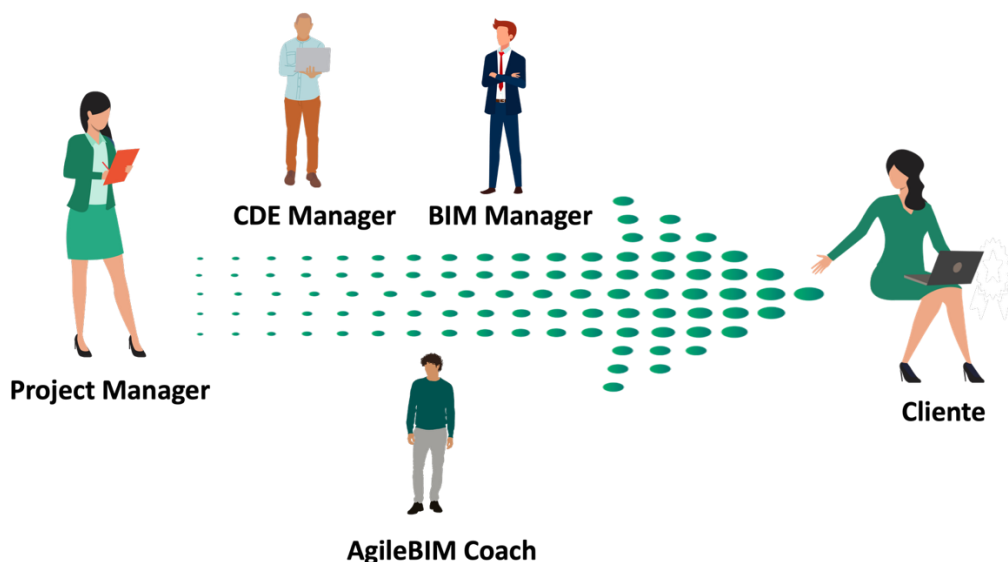 CDE Manager
BIM Manager
Project Manager
Cliente
AgileBIM Coach